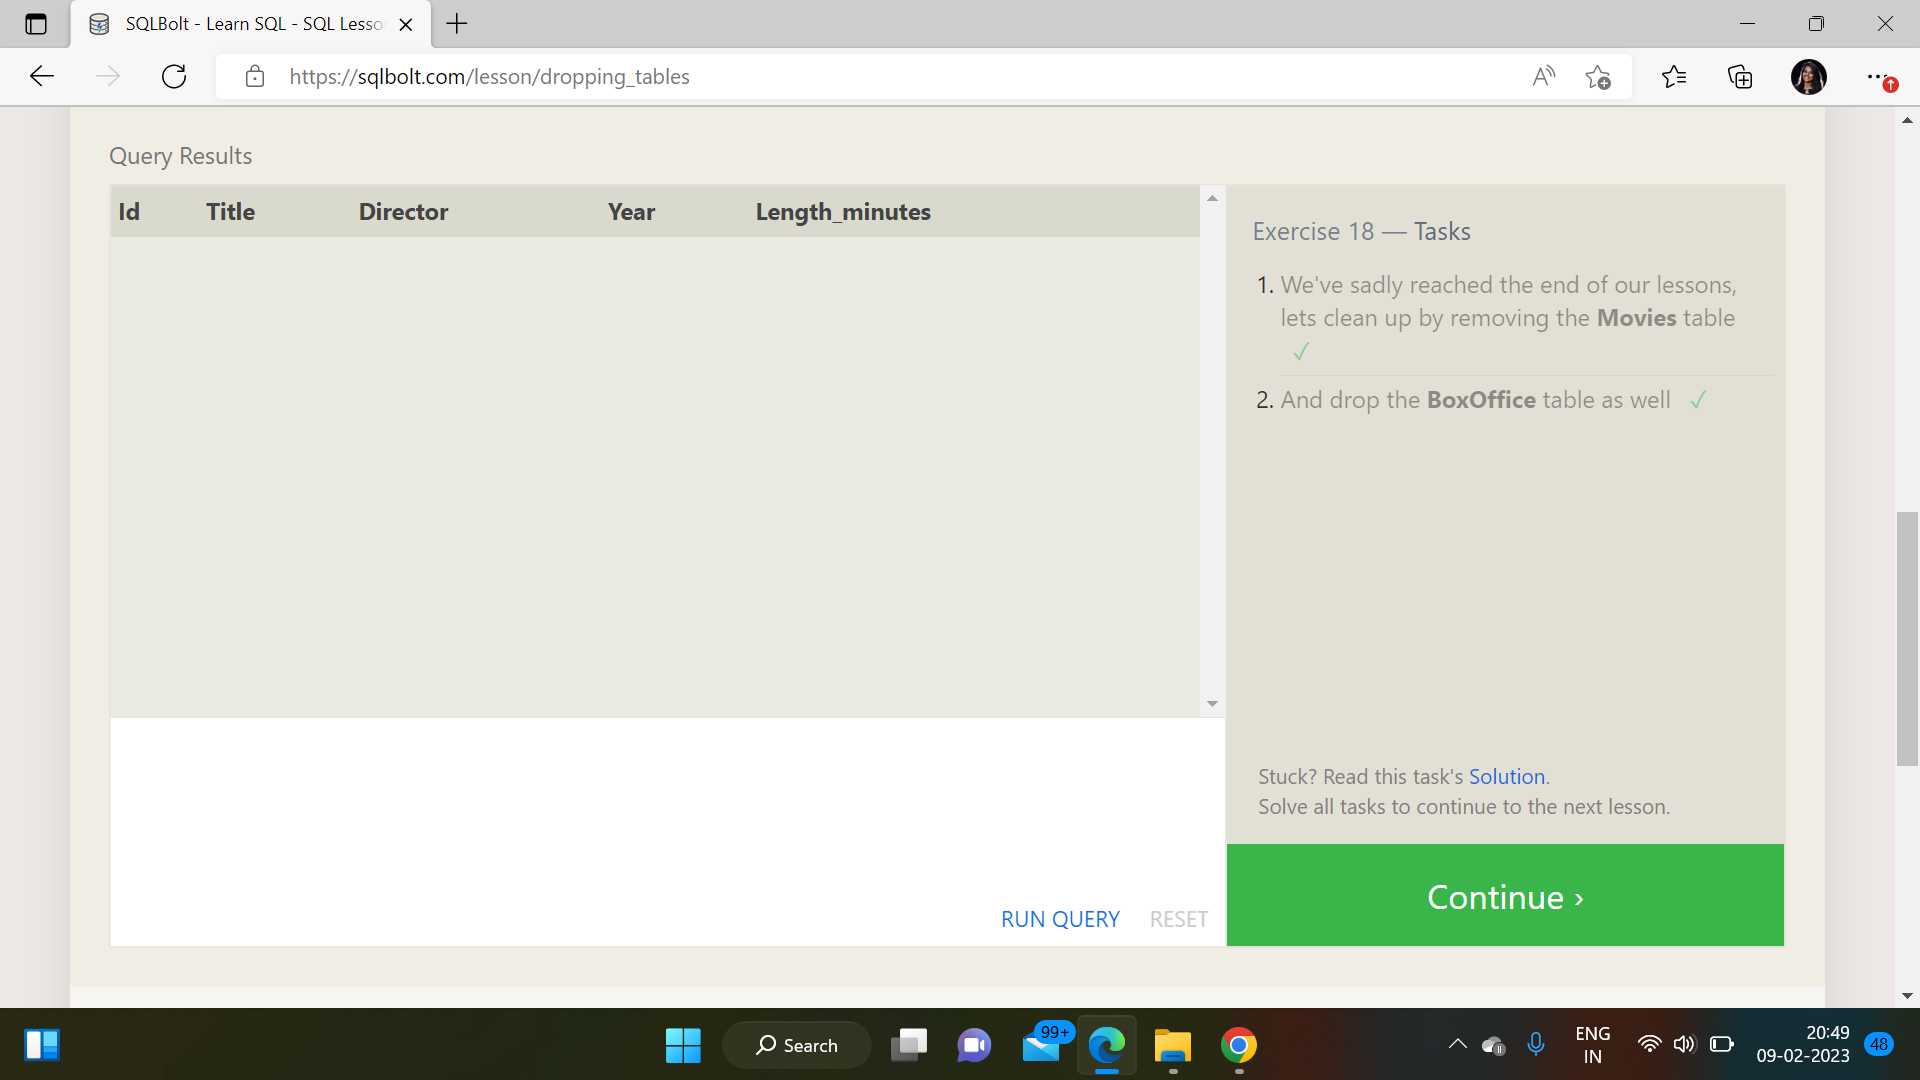 SQLBolt - Learn SQL - SQL Lesso
https://sqlbolt.com/lesson/dropping_tables
Query Results
Id Title Director Year Length_minutes
Exercise 18 — Tasks
1. We've sadly reached the end of our lessons,
lets clean up by removing the Movies table
✓
2. And drop the BoxOffice table as well ✓
Stuck? Read this task's Solution.
Solve all tasks to continue to the next lesson.
RUN QUERY RESET
Continue ›
99+
Search
ENG
IN
20:49
09-02-2023
48